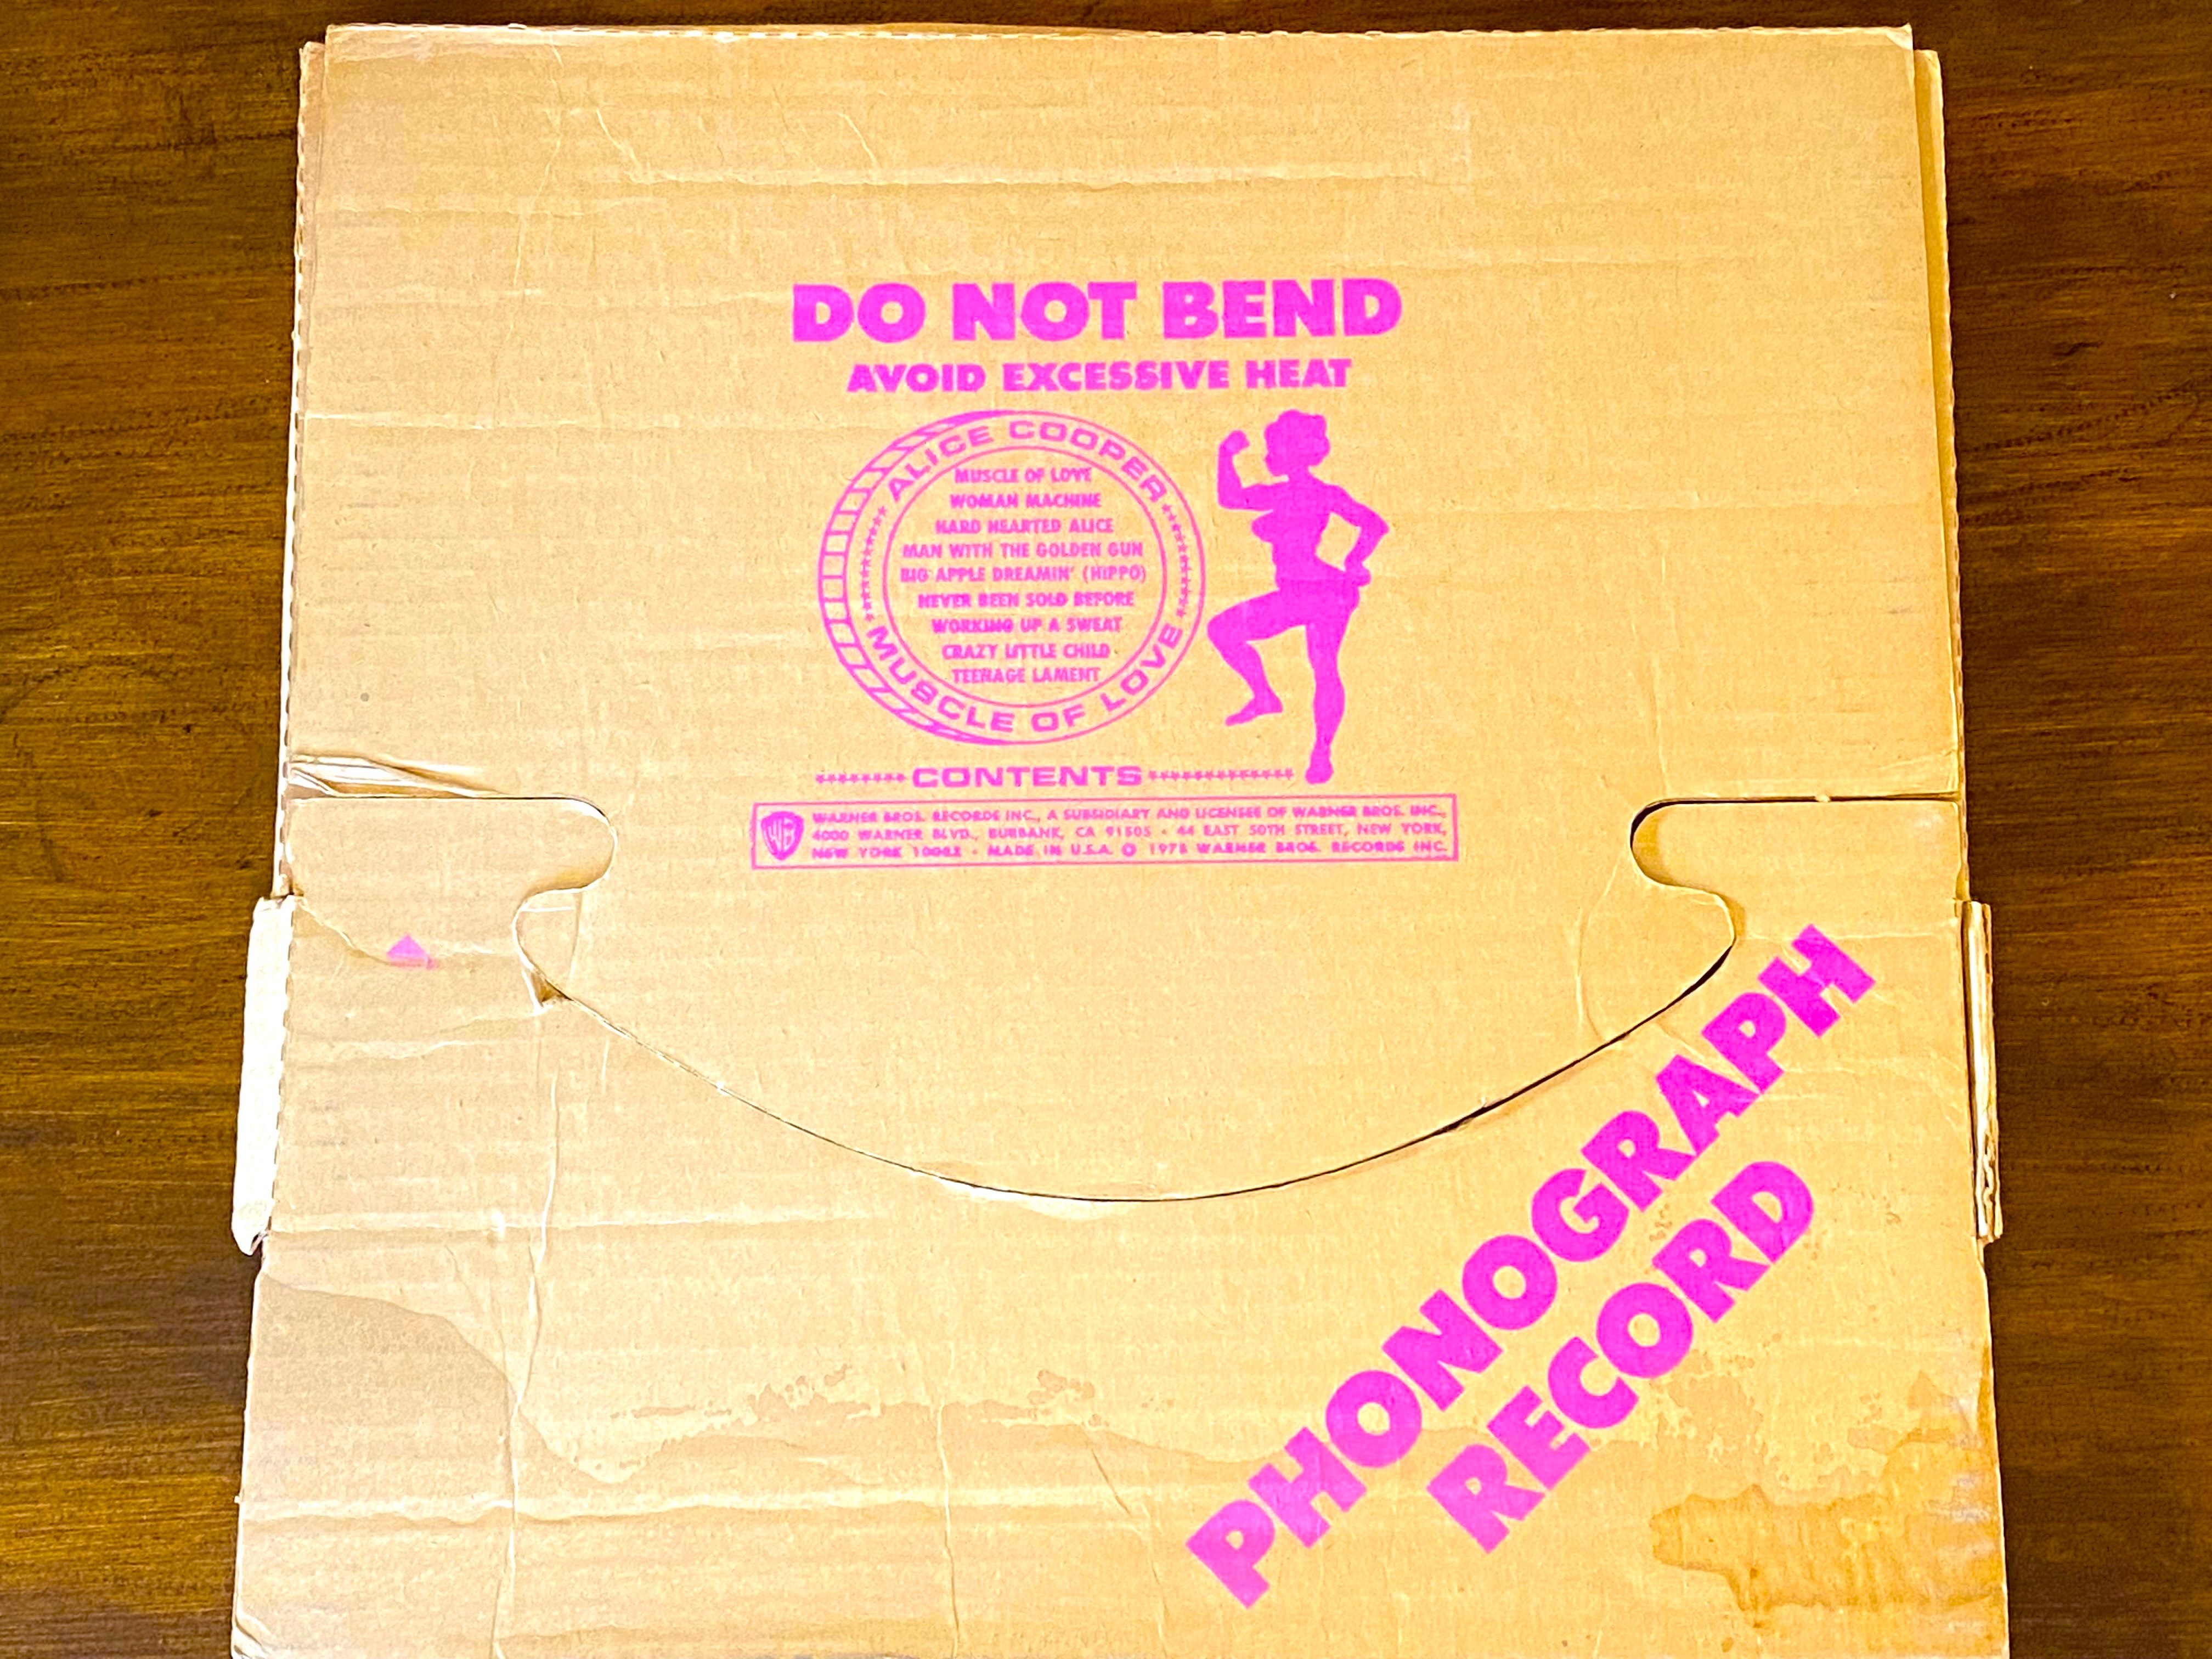 DO NOT BEND
AVOID EXCESSIVE HEAT
ALICE COOPER
MUSCLE OF LOVE
WOMAN MACHINE
HARD HEARTED ALICE
MAN WITH THE GOLDEN GUN
BIG APPLE DREAMIN' (HIPPO)
NEVER BEEN SOLD BEFORE
WORKING UP A SWEAT
CRAZY LITTLE CHILD
TEENAGE LAMENT
MUSCLE OF LOVE
CONTENTS
WB
WARNER BROS. RECORDS INC., A SUBSIDIARY AND LICENSEE OF WARNER BROS. INC.,
4000 WARNER BLVD., BURBANK, CA 91505 • 44 EAST 50TH STREET, NEW YORK,
NEW YORK • MADE IN U.S.A. WARNER BROS. RECORDS INC.
PHONOGRAPH
RECORD